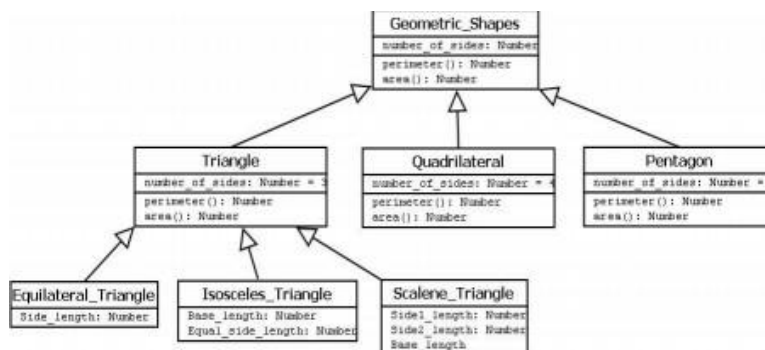 Geometric_Shapes
number_of_sides: Number
perimeter(): Number
area(): Number
Triangle
number_of_sides: Number = 3
perimeter(): Number
area(): Number
Quadrilateral
number_of_sides: Number = 4
perimeter(): Number
area(): Number
Pentagon
number_of_sides: Number =
perimeter(): Number
area(): Number
Equilateral_Triangle
Side_length: Number
Isosceles_Triangle
Base_length: Number
Equal_side_length: Number
Scalene_Triangle
Side1_length: Number
Side2_length: Number
Base_length